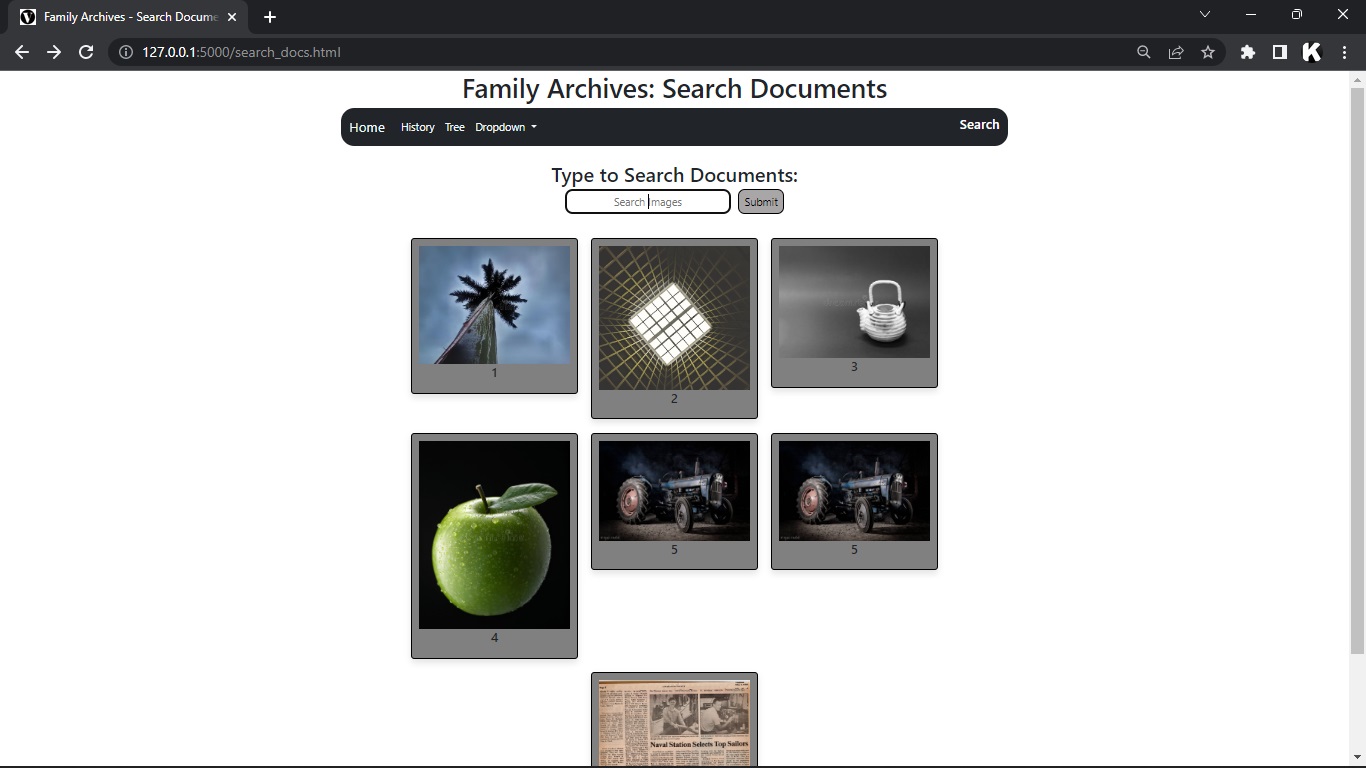 Family Archives - Search Docume
127.0.0.1:5000/search_docs.html
Family Archives: Search Documents
Home History Tree Dropdown Search
Type to Search Documents:
Search Images Submit
1
2
3
4
5
5
Naval Station Selects Top Sailors